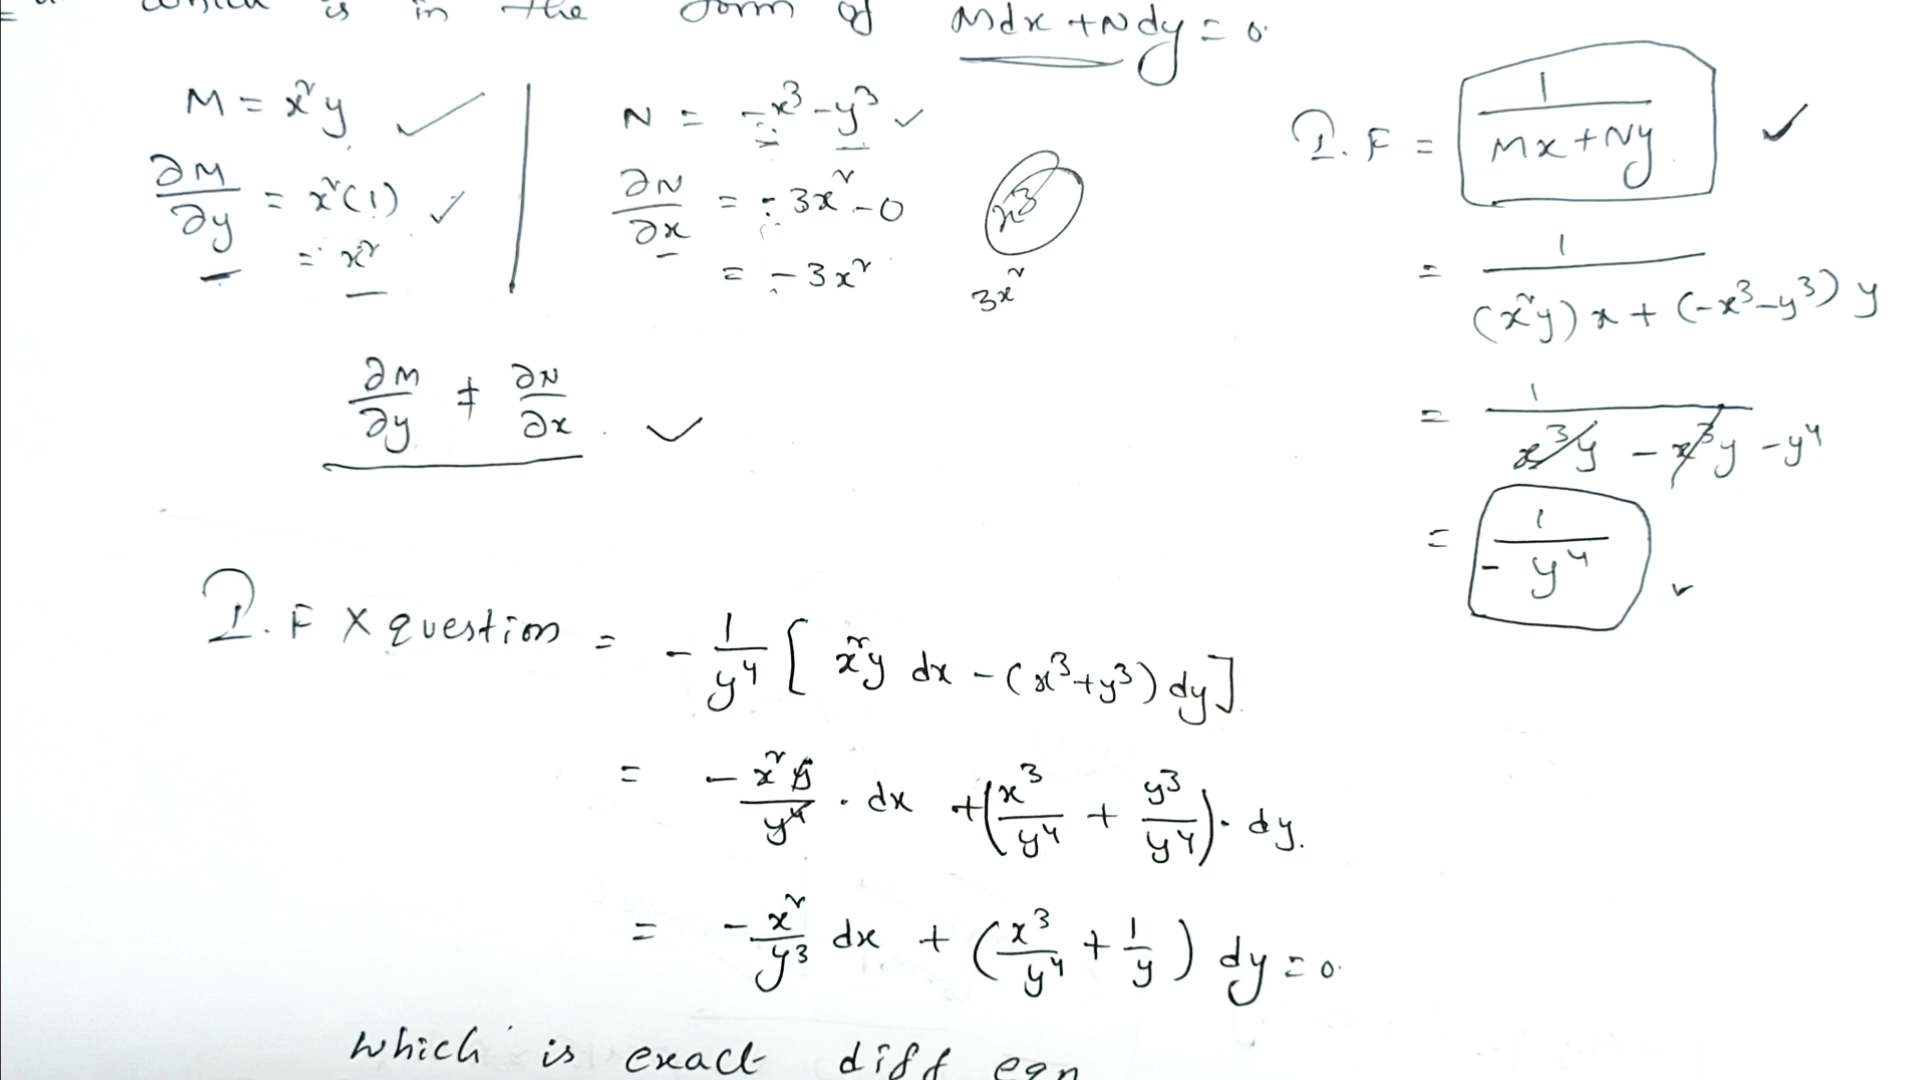 which is in the form of Mdx + Ndy = 0.
M = x²y
∂M/∂y = x²(1)
= x²
N = -x³ - y³
∂N/∂x = -3x² - 0
= -3x²
x³
3x²
∂M/∂y ≠ ∂N/∂x
I.F = 1/(Mx + Ny)
= 1/((x²y)x + (-x³ - y³)y)
= 1/(x³y - x³y - y⁴)
= 1/(-y⁴)
I.F X question = -1/y⁴ [x²y dx - (x³ + y³) dy]
= -x²y/y⁴ . dx + (x³/y⁴ + y³/y⁴) . dy.
= -x²/y³ dx + (x³/y⁴ + 1/y) dy = 0.
which is exact diff eqn